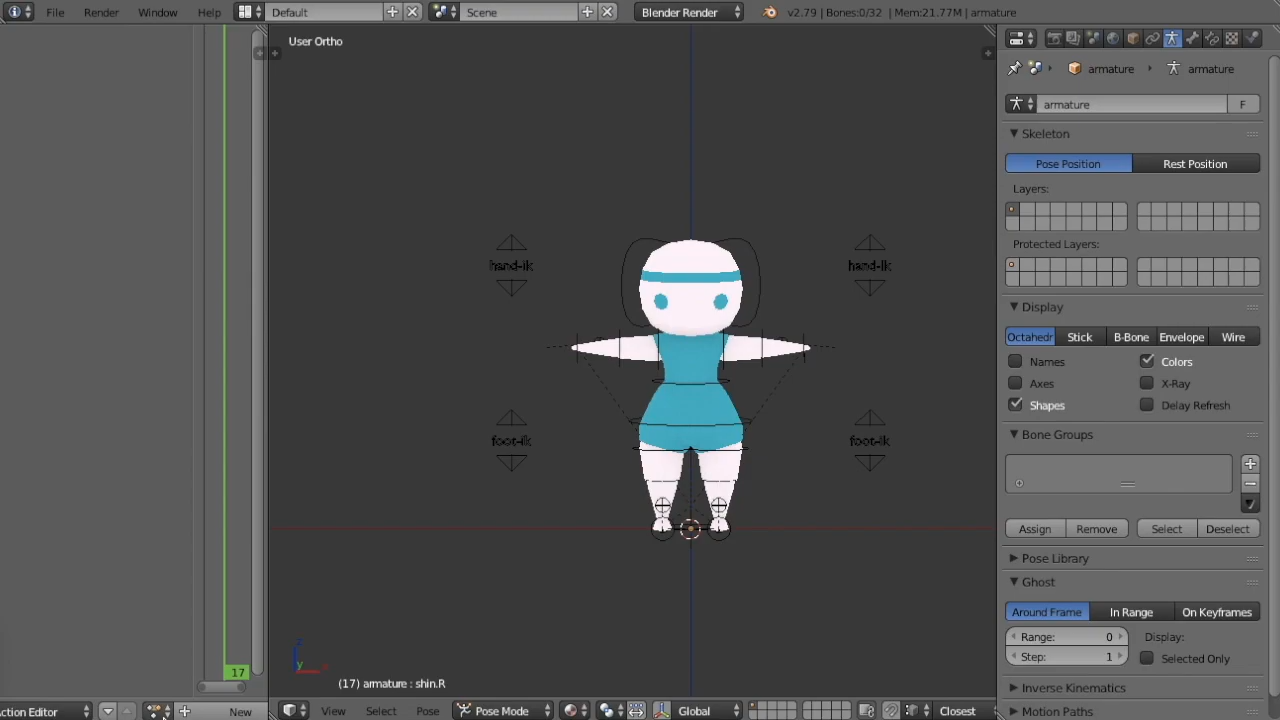 File Render Window Help Default Scene Blender Render v2.79 | Bones:0/32 | Mem:21.77M | armature
User Ortho
armature armature
armature F
Skeleton
Pose Position Rest Position
Layers:
Protected Layers:
hand-ik hand-ik
Display
Octahedr Stick B-Bone Envelope Wire
Names Colors
Axes X-Ray
Shapes Delay Refresh
Bone Groups
foot-ik foot-ik
Assign Remove Select Deselect
Pose Library
Ghost
Around Frame In Range On Keyframes
Range: 0 Display:
Step: 1 Selected Only
z
y x
17
(17) armature : shin.R
Inverse Kinematics
Motion Paths
ction Editor New View Select Pose Pose Mode Global Closest